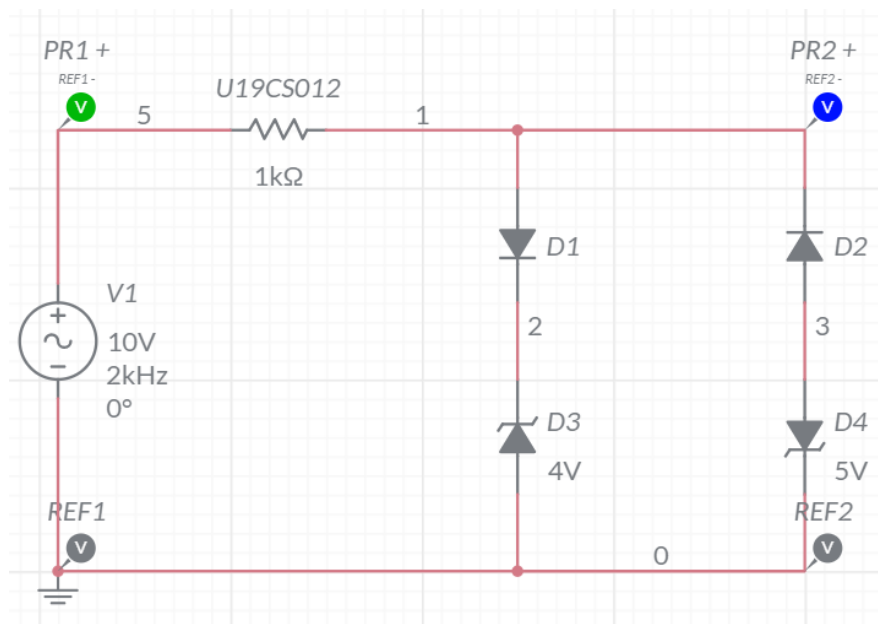 PR1 +
REF1 -
V
5
U19CS012
1kΩ
1
PR2 +
REF2 -
V
D1
D2
V1
+
10V
2kHz
0°
−
2
3
D3
4V
D4
5V
REF1
V
0
REF2
V